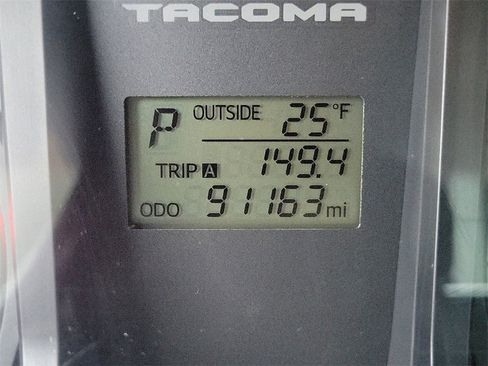 TACOMA
P OUTSIDE 25°F
TRIP A 149.4
ODO 91163 mi